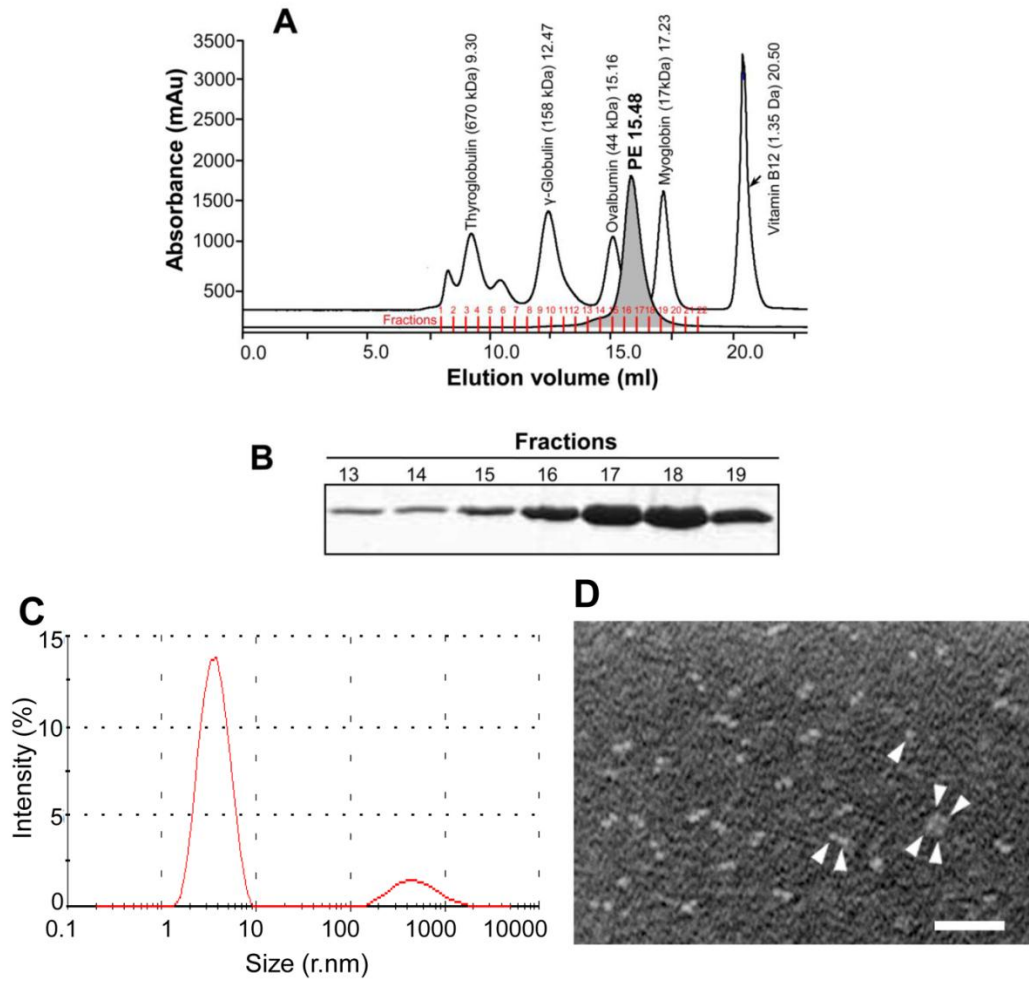 A
Absorbance (mAu)
3500
3000
2500
2000
1500
1000
500
Thyroglobulin (670 kDa) 9.30
γ-Globulin (158 kDa) 12.47
Ovalbumin (44 kDa) 15.16
PE 15.48
Myoglobin (17kDa) 17.23
Vitamin B12 (1.35 Da) 20.50
Fractions 1 2 3 4 5 6 7 8 9 10 11 12 13 14 15 16 17 18 19 20 21 22
0.0 5.0 10.0 15.0 20.0
Elution volume (ml)
B
Fractions
13 14 15 16 17 18 19
C
Intensity (%)
15
10
5
0
0.1 1 10 100 1000 10000
Size (r.nm)
D